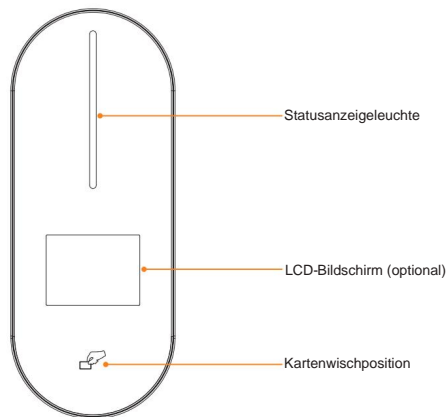 Statusanzeigeleuchte
LCD-Bildschirm (optional)
Kartenwischposition